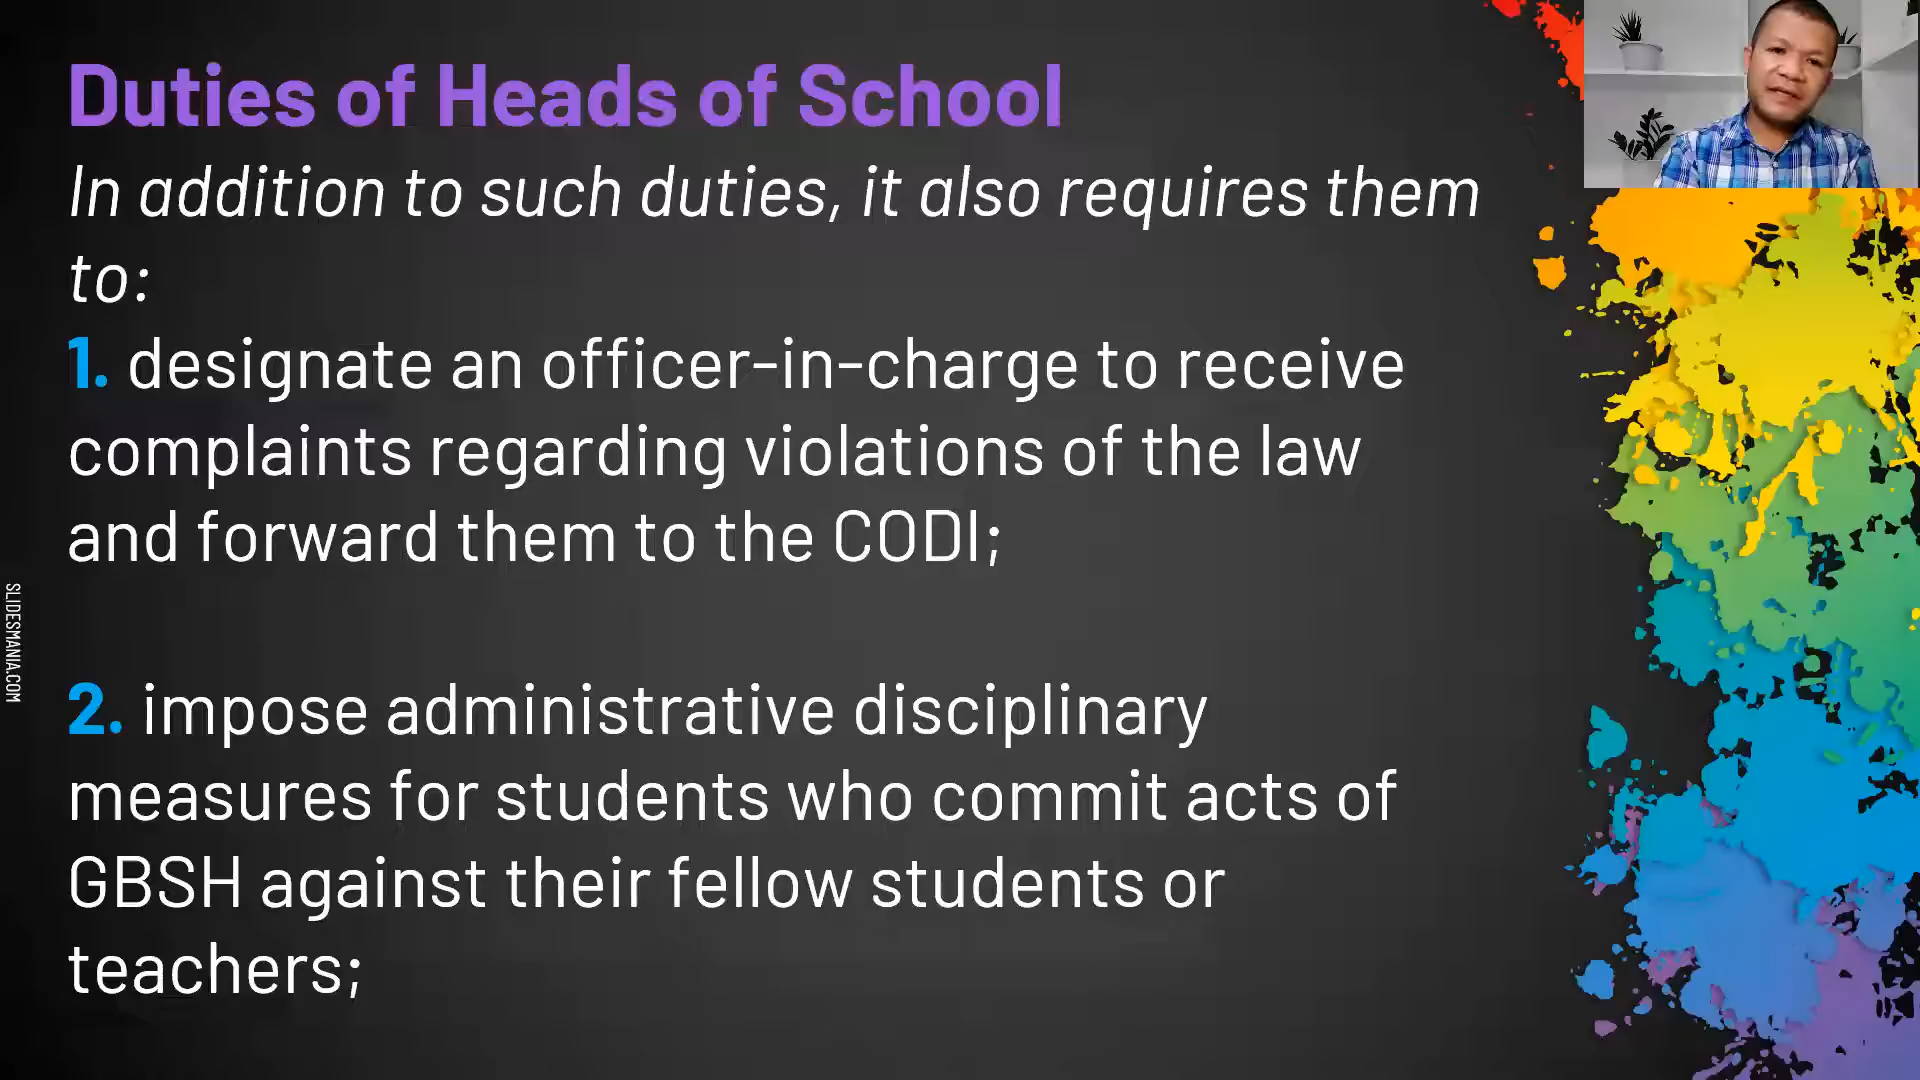 Duties of Heads of School
In addition to such duties, it also requires them
to:
1. designate an officer-in-charge to receive
complaints regarding violations of the law
and forward them to the CODI;
2. impose administrative disciplinary
measures for students who commit acts of
GBSH against their fellow students or
teachers;
SLIDESMANIA.COM